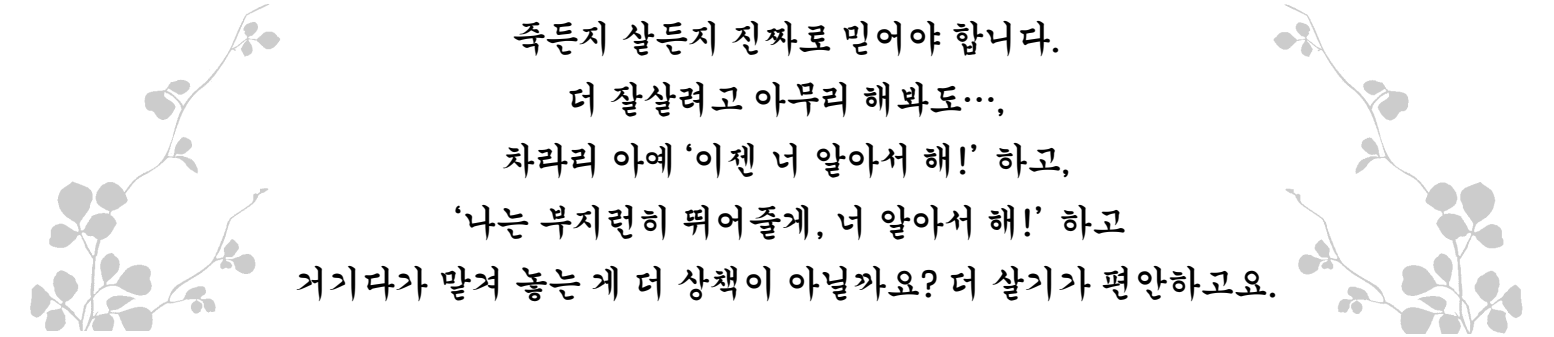 죽든지 살든지 진짜로 믿어야 합니다.
더 잘살려고 아무리 해봐도…,
차라리 아예 ‘이젠 너 알아서 해!’ 하고,
‘나는 부지런히 뛰어줄게, 너 알아서 해!’ 하고
거기다가 맡겨 놓는 게 더 상책이 아닐까요? 더 살기가 편안하고요.